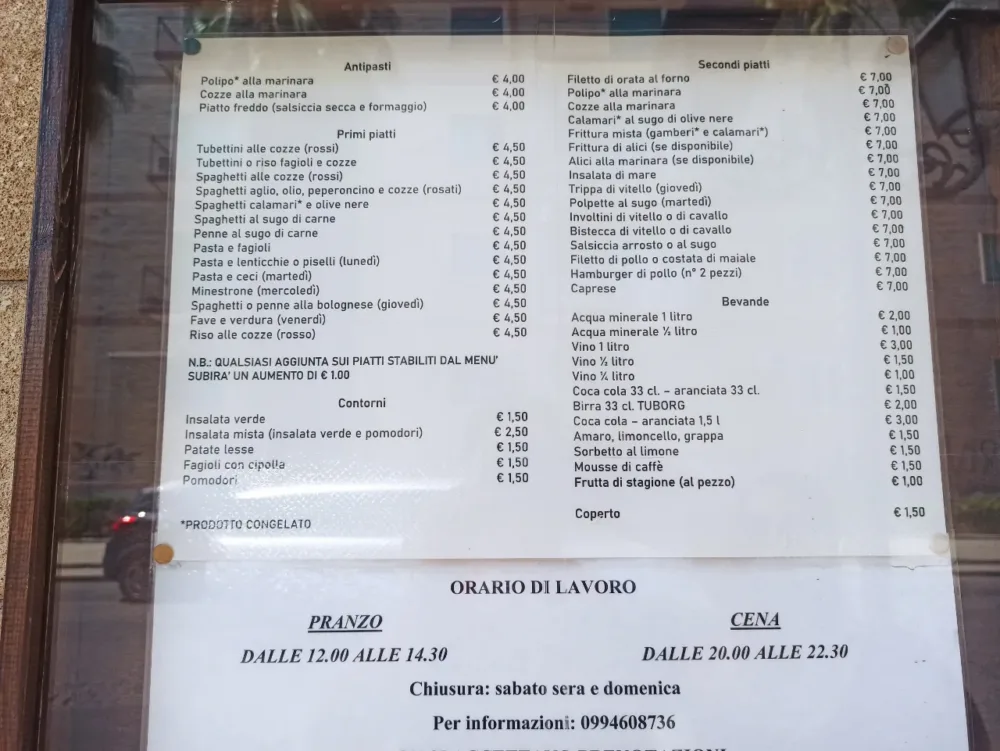 Antipasti
Polipo* alla marinara € 4,00
Cozze alla marinara € 4,00
Piatto freddo (salsiccia secca e formaggio) € 4,00
Primi piatti
Tubettini alle cozze (rossi) € 4,50
Tubettini o riso fagioli e cozze € 4,50
Spaghetti alle cozze (rossi) € 4,50
Spaghetti aglio, olio, peperoncino e cozze (rosati) € 4,50
Spaghetti calamari* e olive nere € 4,50
Spaghetti al sugo di carne € 4,50
Penne al sugo di carne € 4,50
Pasta e fagioli € 4,50
Pasta e lenticchie o piselli (lunedì) € 4,50
Pasta e ceci (martedì) € 4,50
Minestrone (mercoledì) € 4,50
Spaghetti o penne alla bolognese (giovedì) € 4,50
Fave e verdura (venerdì) € 4,50
Riso alle cozze (rosso) € 4,50
N.B.: QUALSIASI AGGIUNTA SUI PIATTI STABILITI DAL MENU'
SUBIRA' UN AUMENTO DI € 1.00
Contorni
Insalata verde € 1,50
Insalata mista (insalata verde e pomodori) € 2,50
Patate lesse € 1,50
Fagioli con cipolla € 1,50
Pomodori € 1,50
*PRODOTTO CONGELATO
Secondi piatti
Filetto di orata al forno € 7,00
Polipo* alla marinara € 7,00
Cozze alla marinara € 7,00
Calamari* al sugo di olive nere € 7,00
Frittura mista (gamberi* e calamari*) € 7,00
Frittura di alici (se disponibile) € 7,00
Alici alla marinara (se disponibile) € 7,00
Insalata di mare € 7,00
Trippa di vitello (giovedì) € 7,00
Polpette al sugo (martedì) € 7,00
Involtini di vitello o di cavallo € 7,00
Bistecca di vitello o di cavallo € 7,00
Salsiccia arrosto o al sugo € 7,00
Filetto di pollo o costata di maiale € 7,00
Hamburger di pollo (n° 2 pezzi) € 7,00
Caprese € 7,00
Bevande
Acqua minerale 1 litro € 2,00
Acqua minerale ½ litro € 1,00
Vino 1 litro € 3,00
Vino ½ litro € 1,50
Vino ¼ litro € 1,00
Coca cola 33 cl. – aranciata 33 cl. € 1,50
Birra 33 cl. TUBORG € 2,00
Coca cola – aranciata 1,5 l € 3,00
Amaro, limoncello, grappa € 1,50
Sorbetto al limone € 1,50
Mousse di caffè € 1,50
Frutta di stagione (al pezzo) € 1,00
Coperto € 1,50
ORARIO DI LAVORO
PRANZO
DALLE 12.00 ALLE 14.30
CENA
DALLE 20.00 ALLE 22.30
Chiusura: sabato sera e domenica
Per informazioni: 0994608736